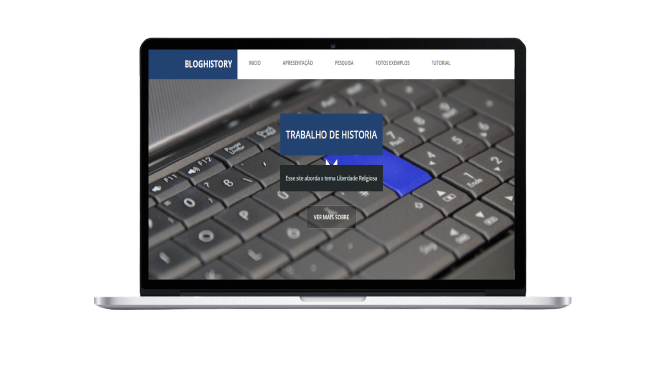 BLOGHISTORY
INICIO APRESENTAÇÃO PESQUISA FOTOS EXEMPLOS TUTORIAL
TRABALHO DE HISTORIA
Esse site aborda o tema Liberdade Religiosa
VER MAIS SOBRE